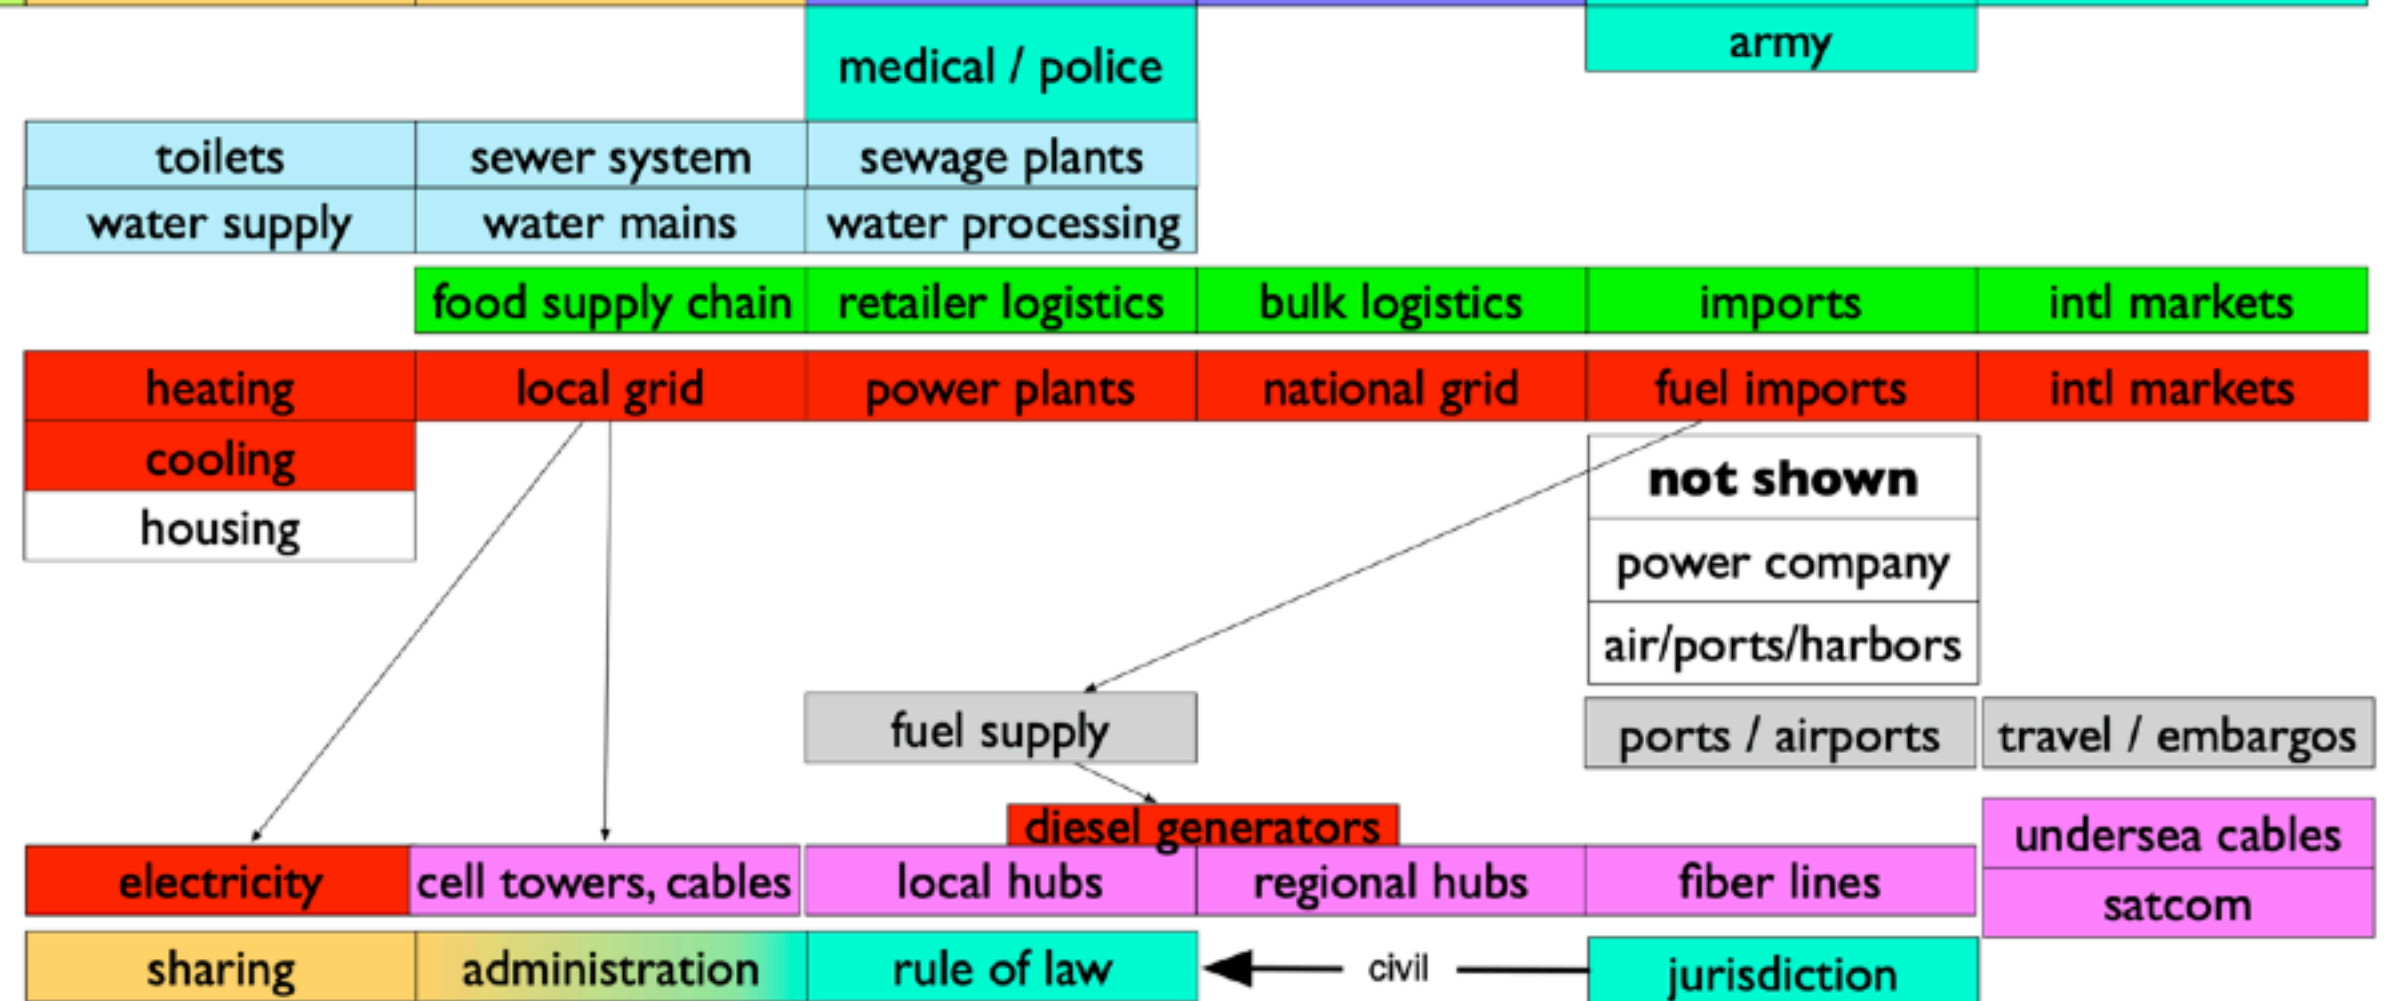 medical / police
army
toilets
sewer system
sewage plants
water supply
water mains
water processing
food supply chain
retailer logistics
bulk logistics
imports
intl markets
heating
local grid
power plants
national grid
fuel imports
intl markets
cooling
not shown
housing
power company
air/ports/harbors
fuel supply
ports / airports
travel / embargos
diesel generators
undersea cables
electricity
cell towers, cables
local hubs
regional hubs
fiber lines
satcom
sharing
administration
rule of law
civil
jurisdiction